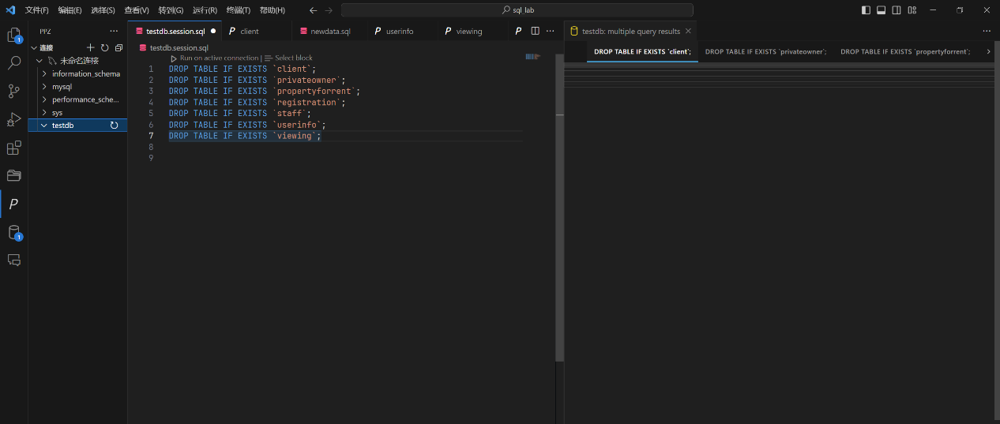 文件(F) 编辑(E) 选择(S) 查看(V) 转到(G) 运行(R) 终端(T) 帮助(H) sql_lab
PPZ
连接
未命名连接
information_schema
mysql
performance_sche...
sys
testdb
testdb.session.sql client newdata.sql userinfo viewing
testdb.session.sql
Run on active connection | Select block
1 DROP TABLE IF EXISTS `client`;
2 DROP TABLE IF EXISTS `privateowner`;
3 DROP TABLE IF EXISTS `propertyforrent`;
4 DROP TABLE IF EXISTS `registration`;
5 DROP TABLE IF EXISTS `staff`;
6 DROP TABLE IF EXISTS `userinfo`;
7 DROP TABLE IF EXISTS `viewing`;
8
9
testdb: multiple query results
DROP TABLE IF EXISTS `client`; DROP TABLE IF EXISTS `privateowner`; DROP TABLE IF EXISTS `propertyforrent`;
1
1